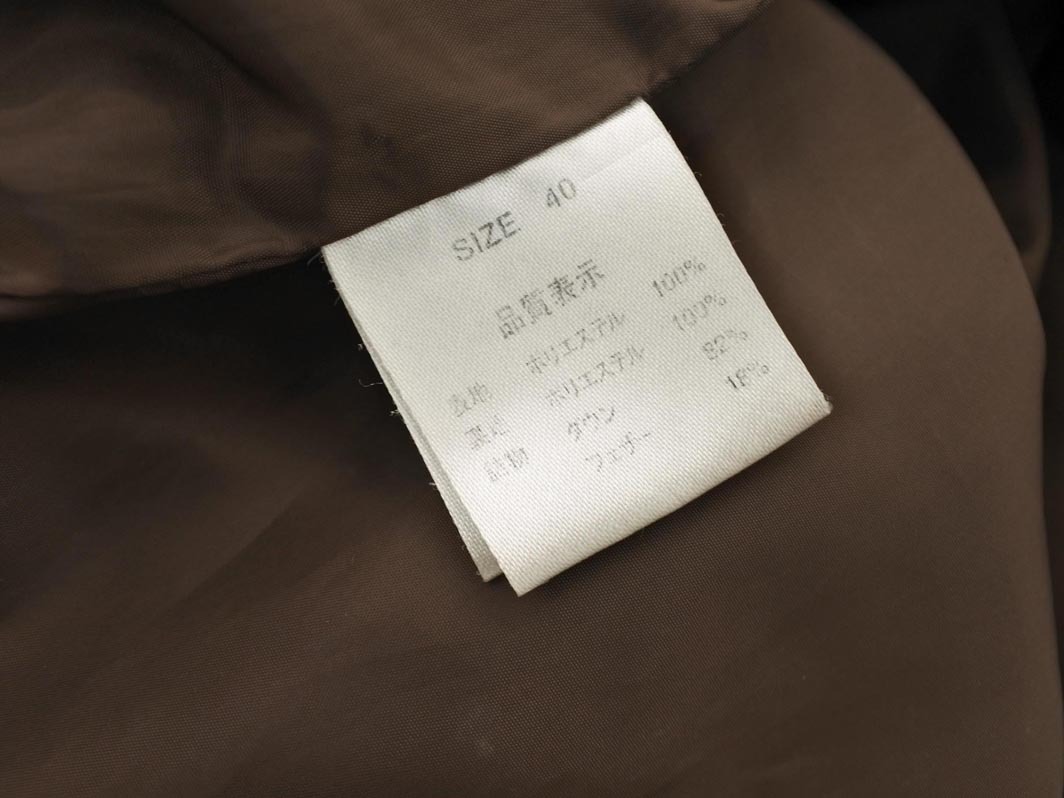 SIZE 40
品質表示
表地 ポリエステル 100%
裏地 ポリエステル 100%
詰物 ダウン 82%
フェザー 18%